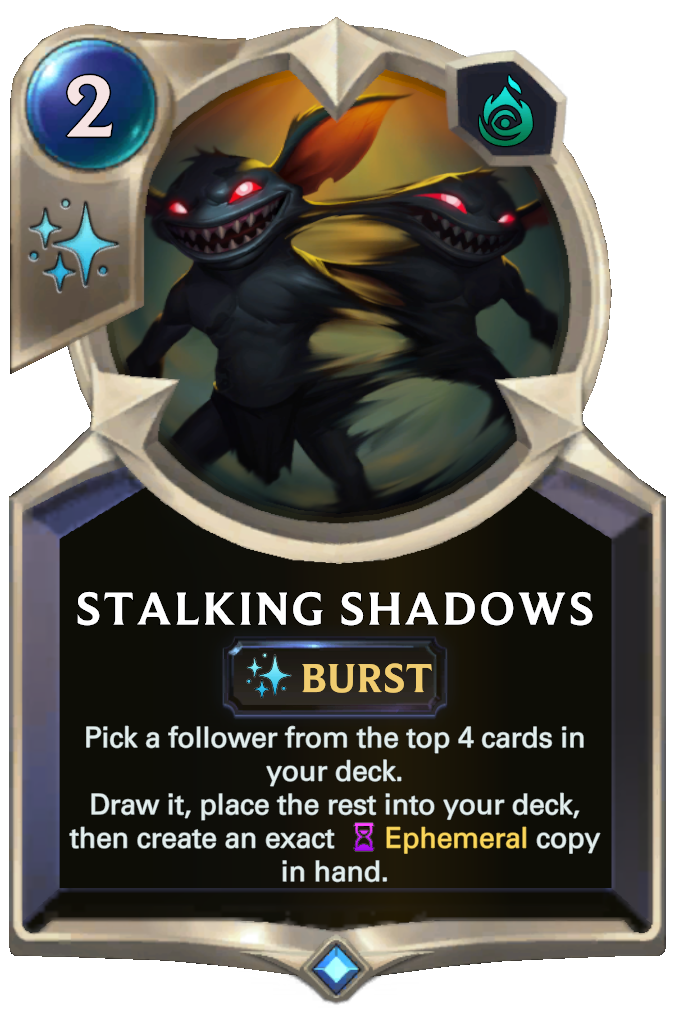 2
STALKING SHADOWS
BURST
Pick a follower from the top 4 cards in
your deck.
Draw it, place the rest into your deck,
then create an exact Ephemeral copy
in hand.